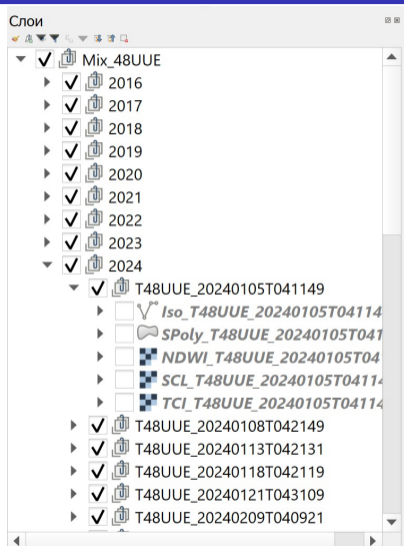 Слои
Mix_48UUE
2016
2017
2018
2019
2020
2021
2022
2023
2024
T48UUE_20240105T041149
Iso_T48UUE_20240105T04114
SPoly_T48UUE_20240105T041
NDWI_T48UUE_20240105T04
SCL_T48UUE_20240105T04114
TCI_T48UUE_20240105T04114
T48UUE_20240108T042149
T48UUE_20240113T042131
T48UUE_20240118T042119
T48UUE_20240121T043109
T48UUE_20240209T040921